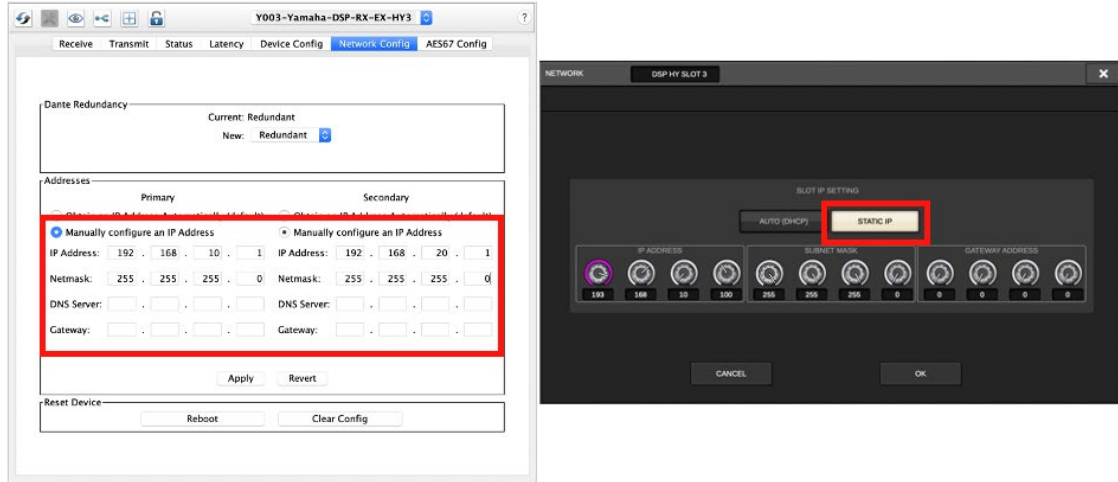 Y003-Yamaha-DSP-RX-EX-HY3
?
Receive Transmit Status Latency Device Config Network Config AES67 Config
Dante Redundancy
Current: Redundant
New: Redundant
Addresses
Primary Secondary
Manually configure an IP Address Manually configure an IP Address
IP Address: 192 . 168 . 10 . 1 IP Address: 192 . 168 . 20 . 1
Netmask: 255 . 255 . 255 . 0 Netmask: 255 . 255 . 255 . 0
DNS Server: . . . DNS Server: . . .
Gateway: . . . Gateway: . . .
Apply Revert
Reset Device
Reboot Clear Config
NETWORK DSP HY SLOT 3 X
SLOT IP SETTING
AUTO (DHCP) STATIC IP
IP ADDRESS SUBNET MASK GATEWAY ADDRESS
193 168 10 100 255 255 255 0 0 0 0 0
CANCEL OK